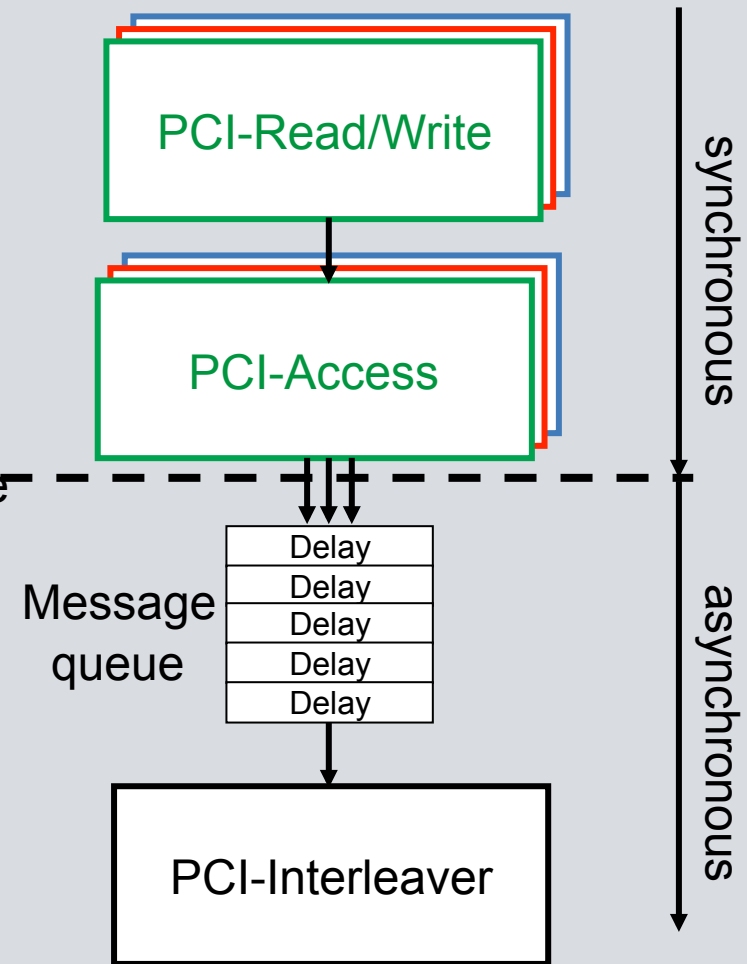 PCI-Read/Write
synchronous
PCI-Access
e
Delay
Delay
Delay
Delay
Delay
Message
queue
asynchronous
PCI-Interleaver